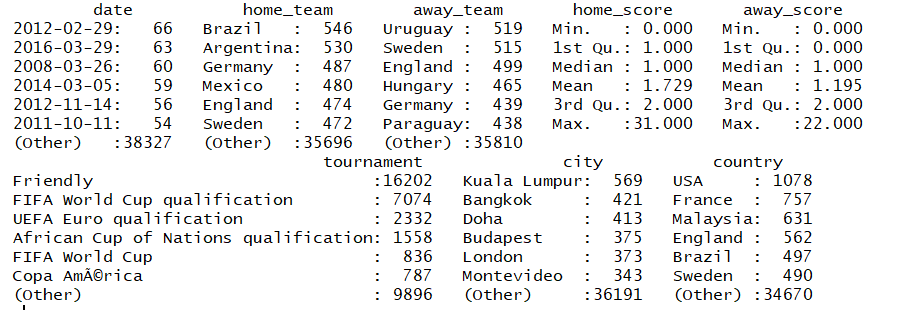 date home_team away_team home_score away_score
2012-02-29: 66 Brazil : 546 Uruguay : 519 Min. : 0.000 Min. : 0.000
2016-03-29: 63 Argentina: 530 Sweden : 515 1st Qu.: 1.000 1st Qu.: 0.000
2008-03-26: 60 Germany : 487 England : 499 Median : 1.000 Median : 1.000
2014-03-05: 59 Mexico : 480 Hungary : 465 Mean : 1.729 Mean : 1.195
2012-11-14: 56 England : 474 Germany : 439 3rd Qu.: 2.000 3rd Qu.: 2.000
2011-10-11: 54 Sweden : 472 Paraguay: 438 Max. :31.000 Max. :22.000
(Other) :38327 (Other) :35696 (Other) :35810
tournament city country
Friendly :16202 Kuala Lumpur: 569 USA : 1078
FIFA World Cup qualification : 7074 Bangkok : 421 France : 757
UEFA Euro qualification : 2332 Doha : 413 Malaysia: 631
African Cup of Nations qualification: 1558 Budapest : 375 England : 562
FIFA World Cup : 836 London : 373 Brazil : 497
Copa AmÃ©rica : 787 Montevideo : 343 Sweden : 490
(Other) : 9896 (Other) :36191 (Other) :34670